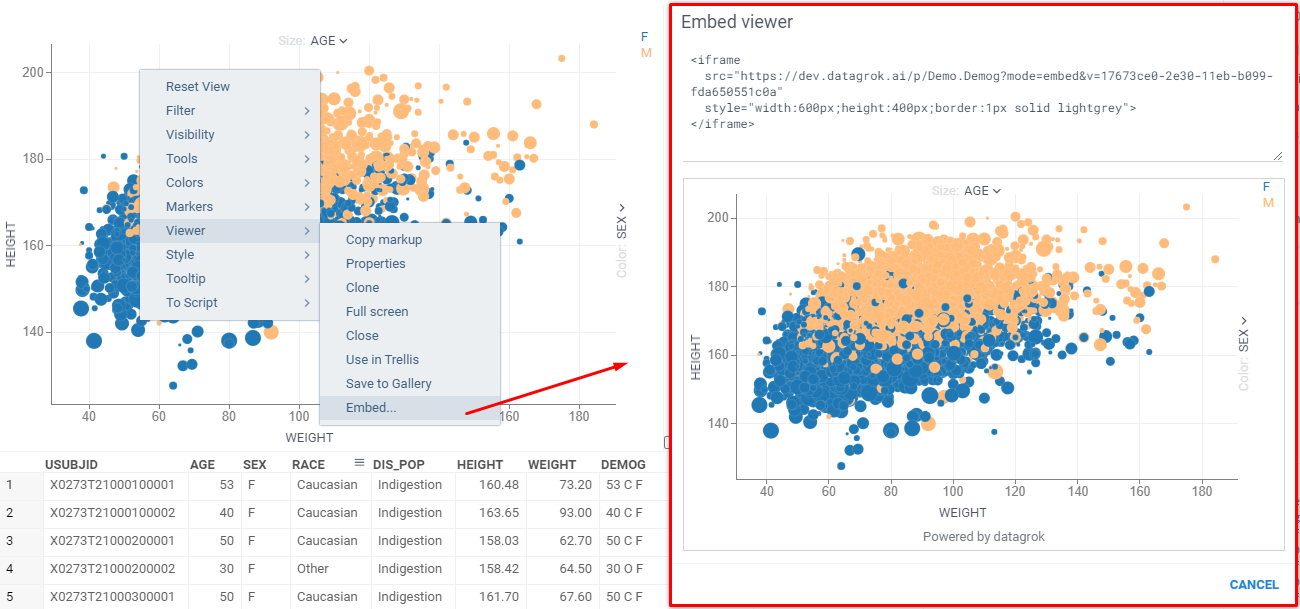 Size: AGE
F
M
200
180
160
140
HEIGHT
Reset View
Filter
Visibility
Tools
Colors
Markers
Viewer
Style
Tooltip
To Script
Copy markup
Properties
Clone
Full screen
Close
Use in Trellis
Save to Gallery
Embed...
Color: SEX
40 60 80 100 160 180
WEIGHT
USUBJID AGE SEX RACE DIS_POP HEIGHT WEIGHT DEMOG
1 X0273T21000100001 53 F Caucasian Indigestion 160.48 73.20 53 C F
2 X0273T21000100002 40 F Caucasian Indigestion 163.65 93.00 40 C F
3 X0273T21000200001 50 F Caucasian Indigestion 158.03 62.70 50 C F
4 X0273T21000200002 30 F Other Indigestion 158.42 64.50 30 O F
5 X0273T21000300001 50 F Caucasian Indigestion 161.70 67.60 50 C F
Embed viewer
<iframe
src="https://dev.datagrok.ai/p/Demo.Demog?mode=embed&v=17673ce0-2e30-11eb-b099-
fda650551c0a"
style="width:600px;height:400px;border:1px solid lightgrey">
</iframe>
Size: AGE
F
M
200
180
160
140
HEIGHT
Color: SEX
40 60 80 100 120 140 160 180
WEIGHT
Powered by datagrok
CANCEL